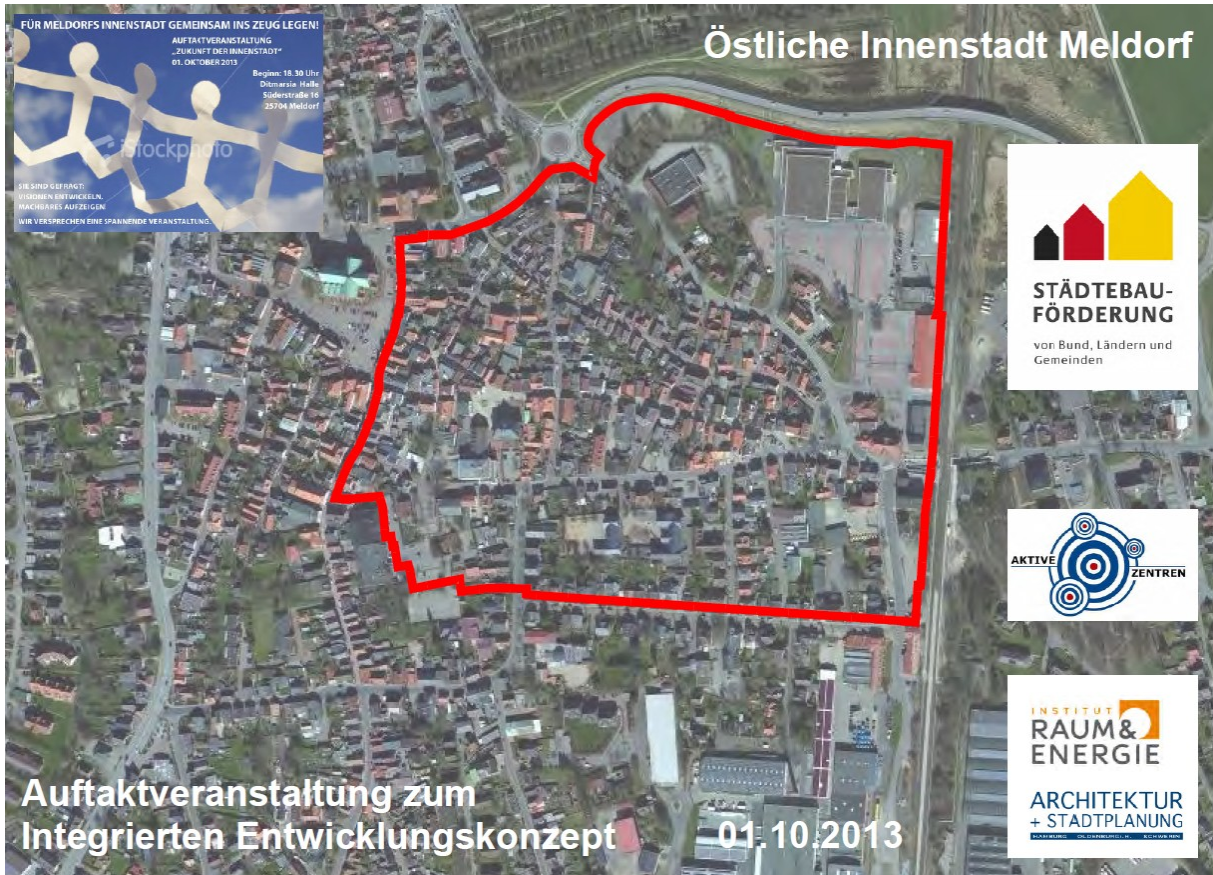 FÜR MELDORFS INNENSTADT GEMEINSAM INS ZEUG LEGEN!
AUFTAKTVERANSTALTUNG
„ZUKUNFT DER INNENSTADT“
01. OKTOBER 2013
Beginn: 18.30 Uhr
Ditmarsia Halle
Süderstraße 16
25704 Meldorf
iStockphoto
SIE SIND GEFRAGT:
VISIONEN ENTWICKELN,
MACHBARES AUFZEIGEN
WIR VERSPRECHEN EINE SPANNENDE VERANSTALTUNG.
Östliche Innenstadt Meldorf
STÄDTEBAU-
FÖRDERUNG
von Bund, Ländern und
Gemeinden
AKTIVE
ZENTREN
INSTITUT
RAUM &
ENERGIE
ARCHITEKTUR
+ STADTPLANUNG
HAMBURG OLDENBURG I.H. SCHWERIN
Auftaktveranstaltung zum
Integrierten Entwicklungskonzept 01.10.2013